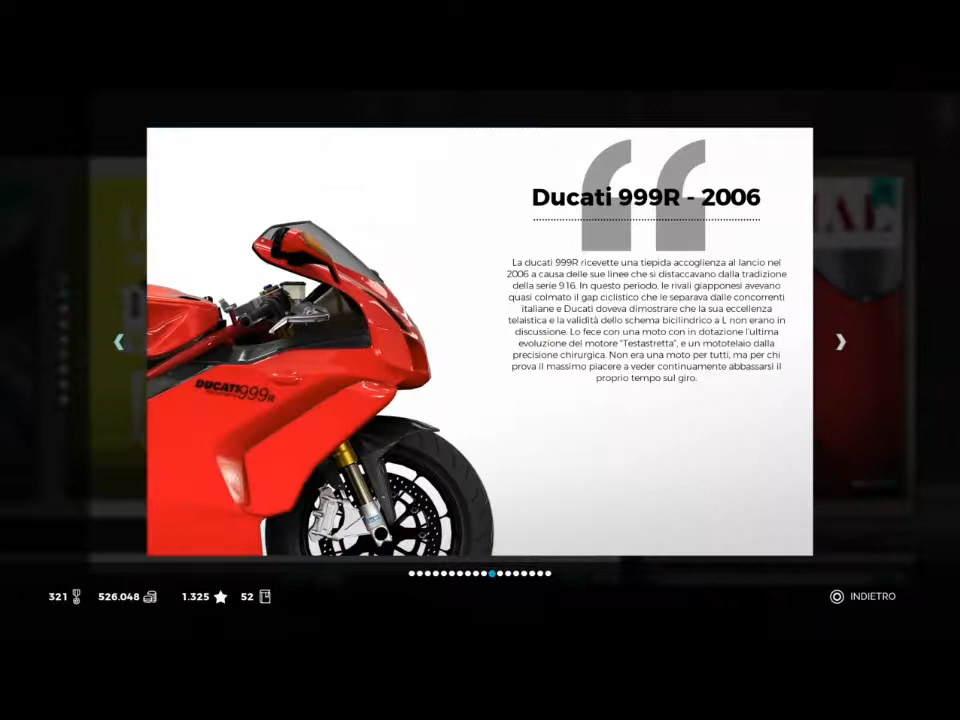 Ducati 999R - 2006
La ducati 999R ricevette una tiepida accoglienza al lancio nel
2006 a causa delle sue linee che si distaccavano dalla tradizione
della serie 916. In questo periodo, le rivali giapponesi avevano
quasi colmato il gap ciclistico che le separava dalle concorrenti
italiane e Ducati doveva dimostrare che la sua eccellenza
telaistica e la validità dello schema bicilindrico a L non erano in
discussione. Lo fece con una moto con in dotazione l'ultima
evoluzione del motore "Testastretta", e un mototelaio dalla
precisione chirurgica. Non era una moto per tutti, ma per chi
prova il massimo piacere a veder continuamente abbassarsi il
proprio tempo sul giro.
DUCATI 999R
321 526.048 1.325 52 INDIETRO